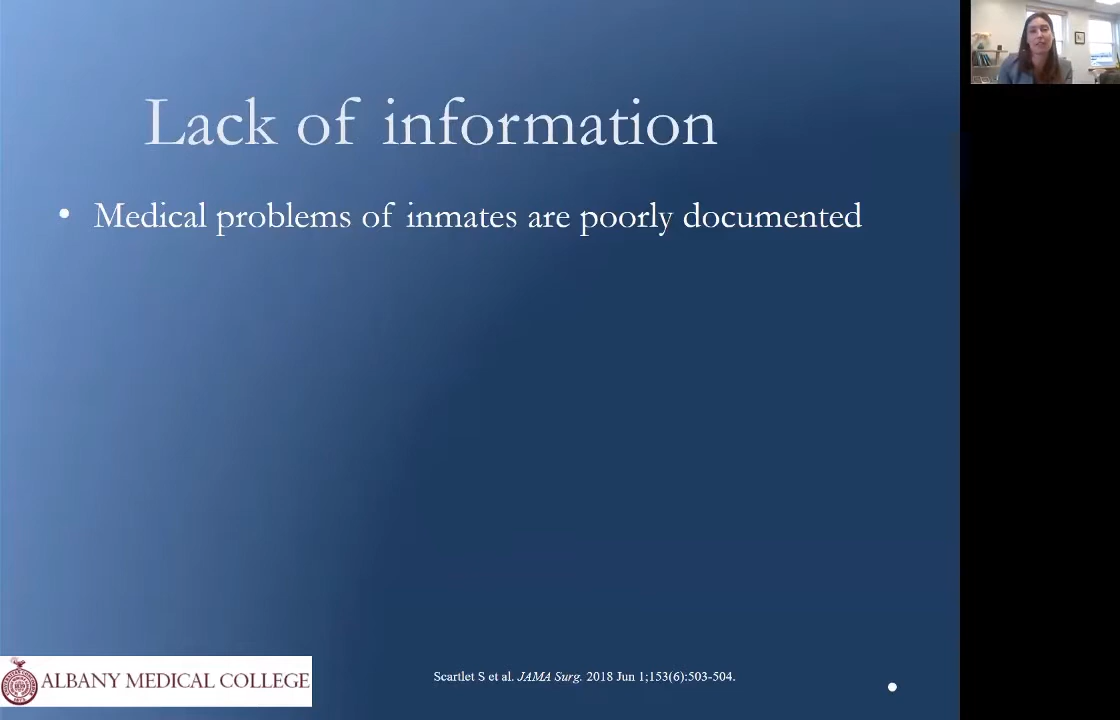 Lack of information
• Medical problems of inmates are poorly documented
ALBANY MEDICAL COLLEGE
Scartlet S et al. JAMA Surg. 2018 Jun 1;153(6):503-504.